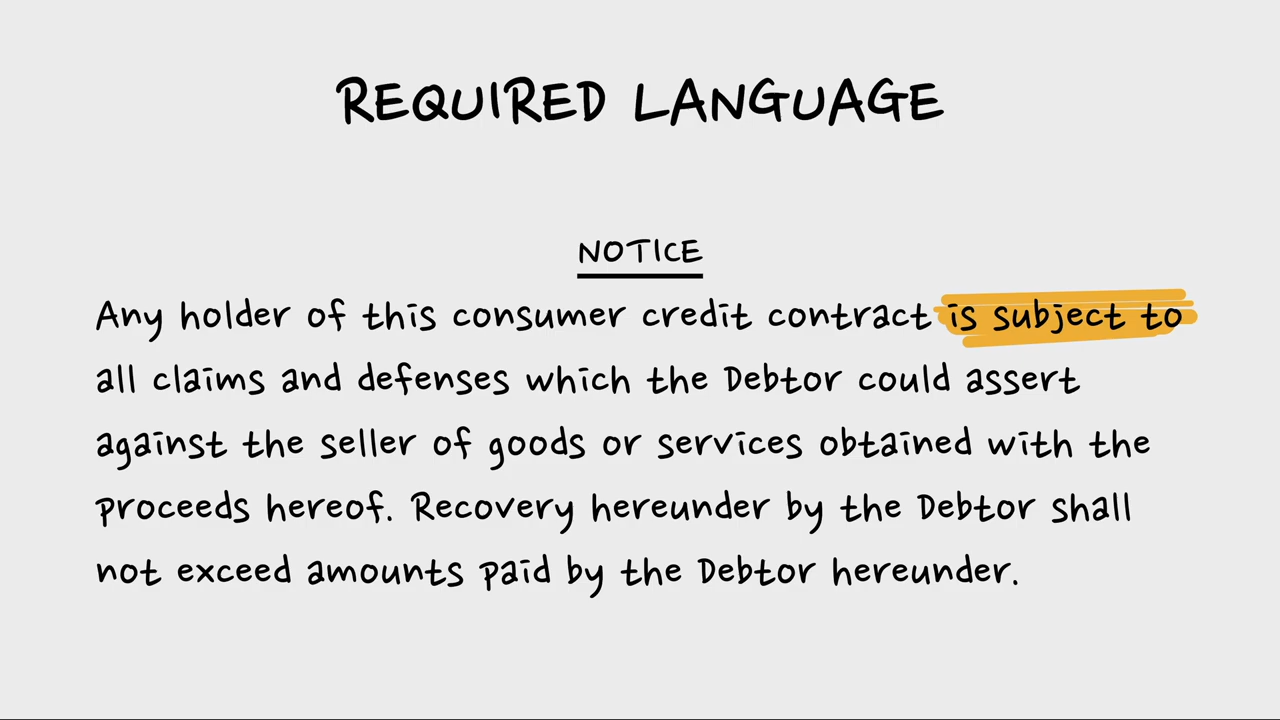 REQUIRED LANGUAGE
NOTICE
Any holder of this consumer credit contract is subject to
all claims and defenses which the Debtor could assert
against the seller of goods or services obtained with the
proceeds hereof. Recovery hereunder by the Debtor shall
not exceed amounts paid by the Debtor hereunder.